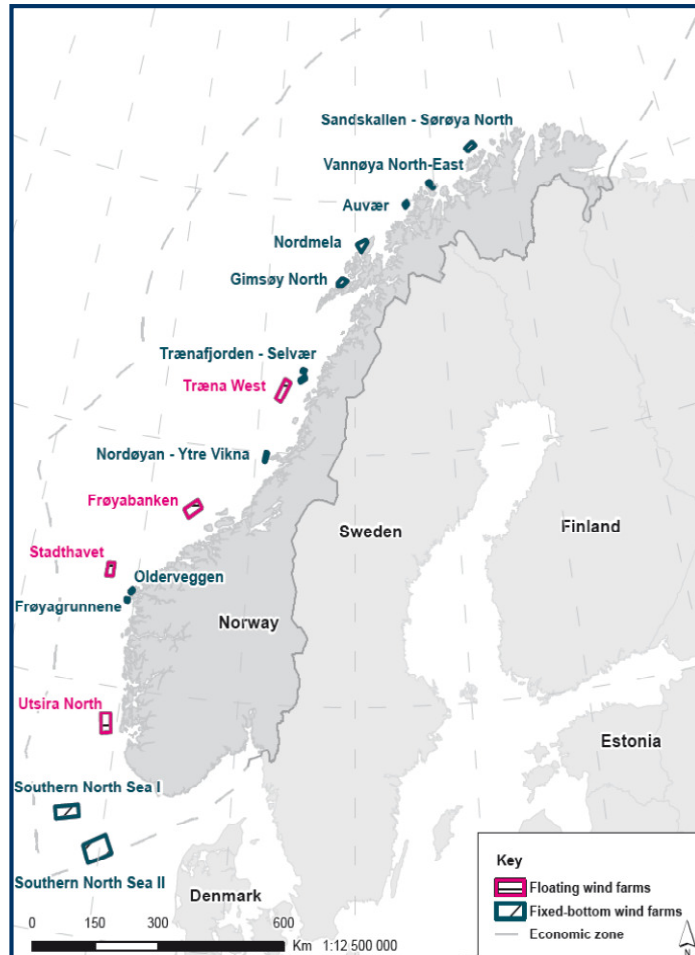 Sandskallen - Sørøya North
Vannøya North-East
Auvær
Nordmela
Gimsøy North
Trænafjorden - Selvær
Træna West
Nordøyan - Ytre Vikna
Frøyabanken
Sweden
Finland
Stadthavet
Olderveggen
Frøyagrunnene
Norway
Utsira North
Estonia
Southern North Sea I
Southern North Sea II
Denmark
Key
Floating wind farms
Fixed-bottom wind farms
Economic zone
0 150 300 600
Km 1:12 500 000
N